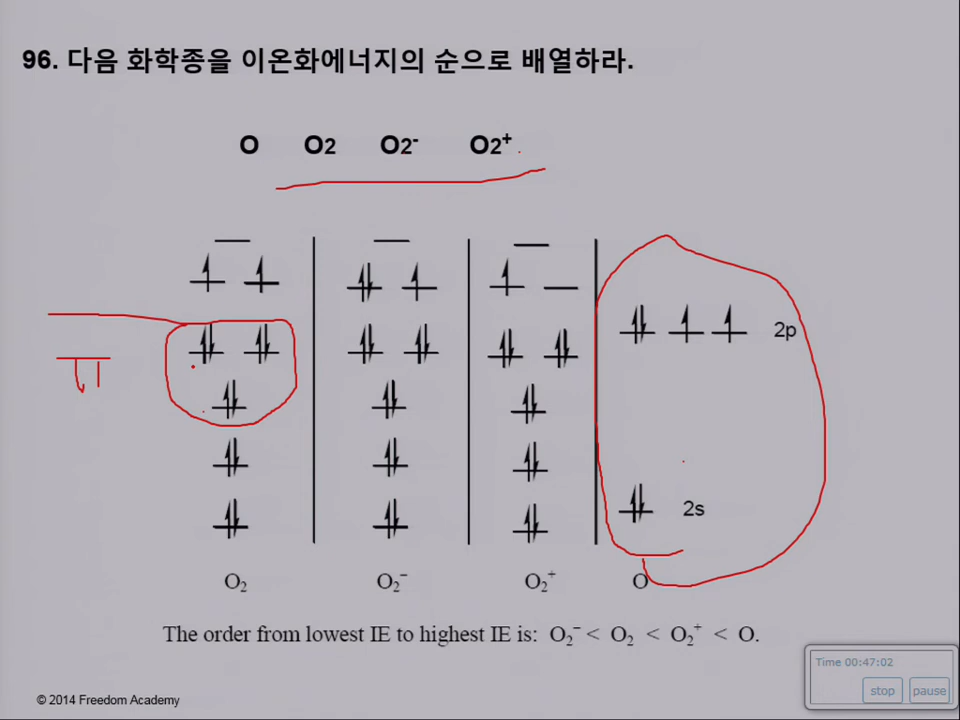 96. 다음 화학종을 이온화에너지의 순으로 배열하라.
O O2 O2⁻ O2⁺
2p
2s
O₂ O₂⁻ O₂⁺ O
The order from lowest IE to highest IE is: O₂⁻ < O₂ < O₂⁺ < O.
Time 00:47:02
stop pause
© 2014 Freedom Academy